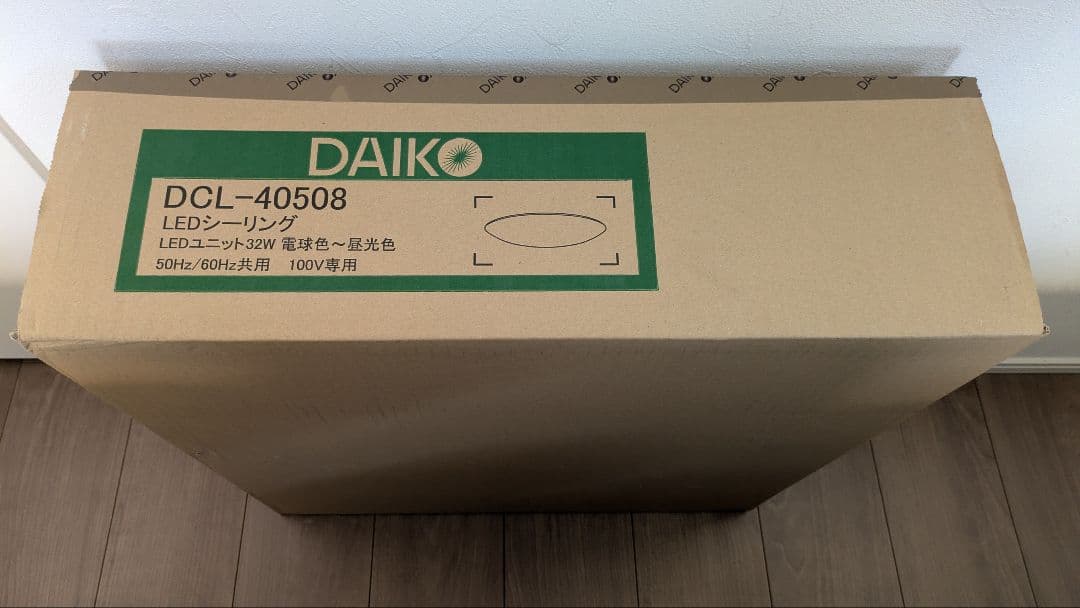 DAIKO
DCL-40508
LEDシーリング
LEDユニット32W 電球色～昼光色
50Hz/60Hz共用　100V専用